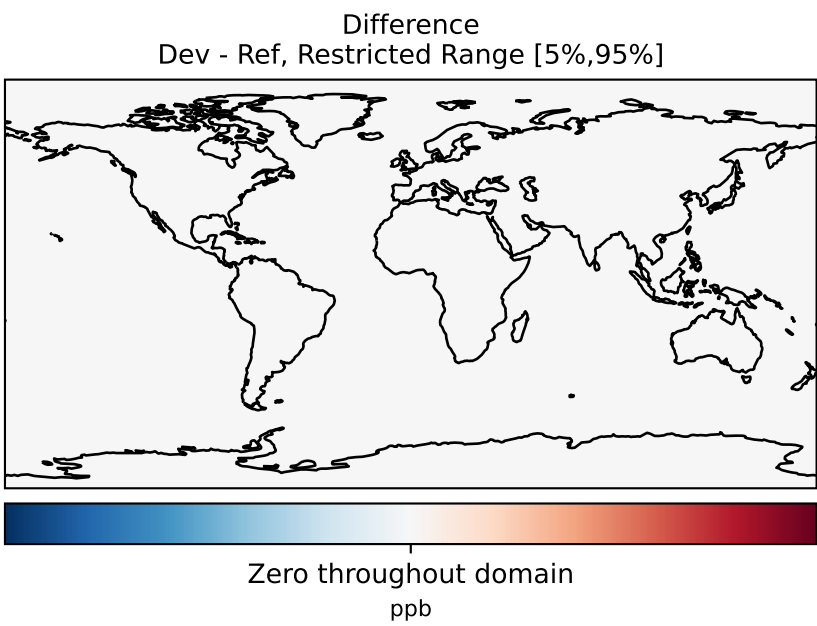 Difference
Dev - Ref, Restricted Range [5%,95%]
Zero throughout domain
ppb